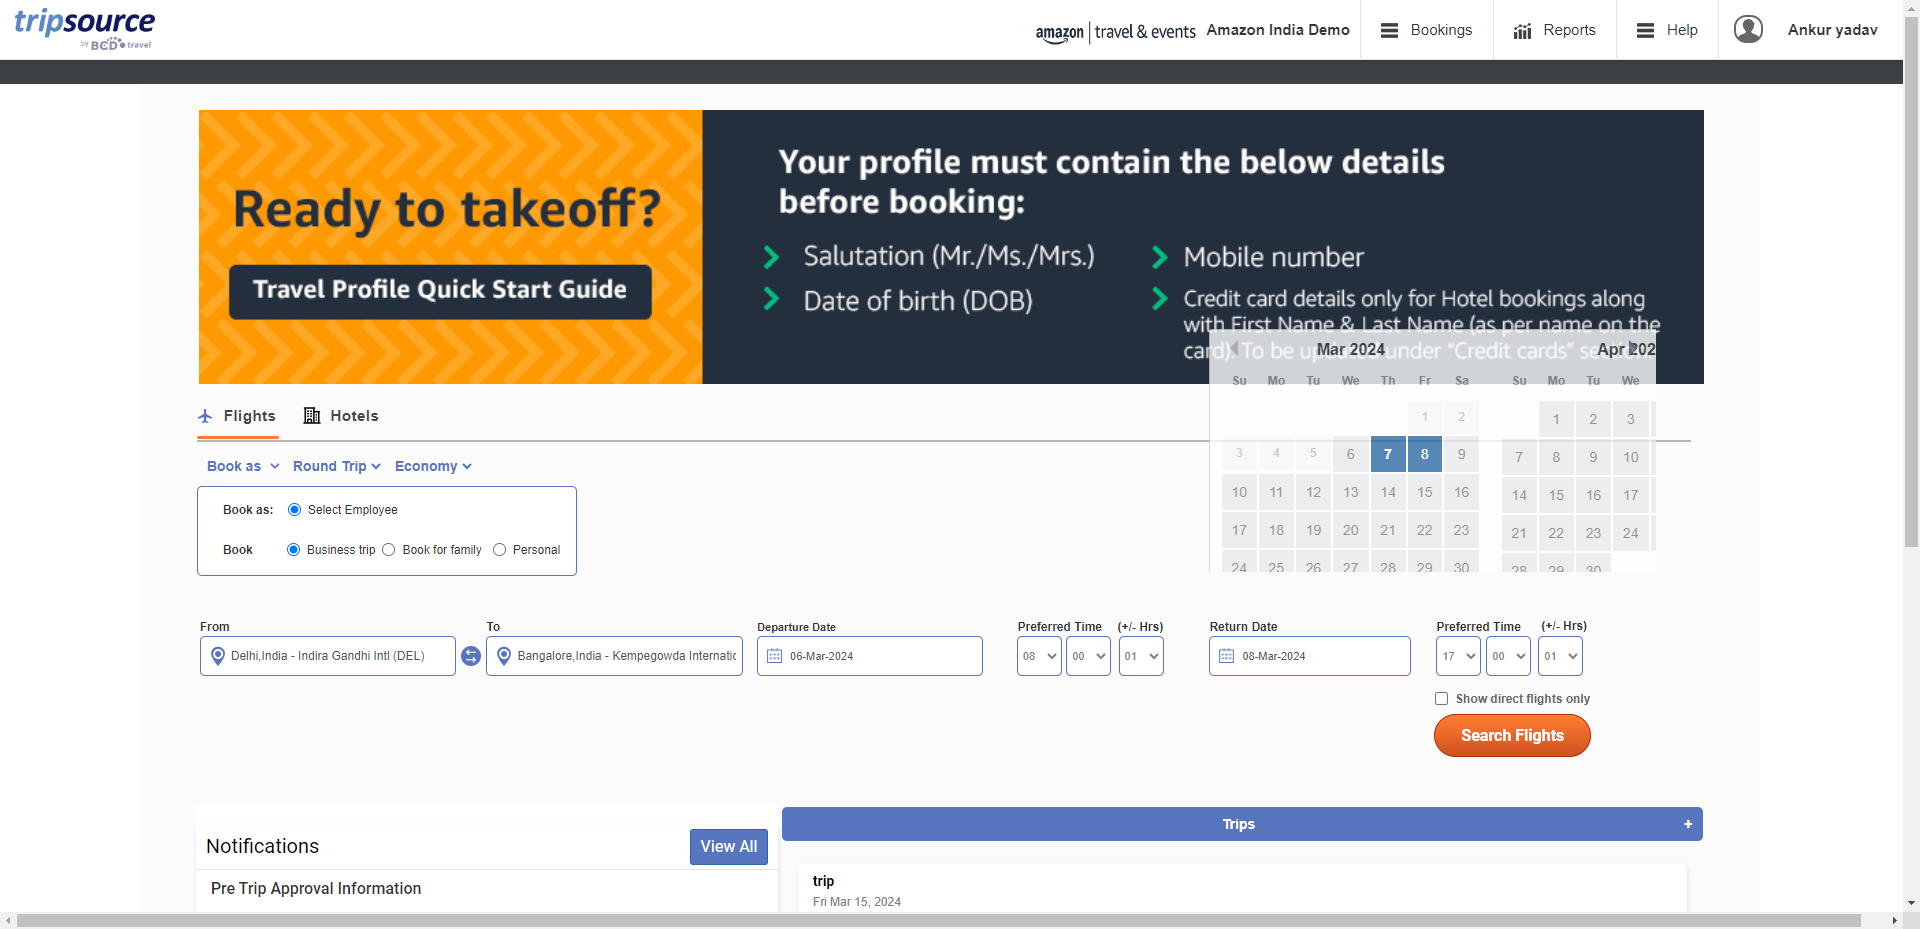 tripsource
by BCD travel
amazon | travel & events
Amazon India Demo
Bookings
Reports
Help
Ankur yadav
Ready to takeoff?
Travel Profile Quick Start Guide
Your profile must contain the below details
before booking:
Salutation (Mr./Ms./Mrs.)
Date of birth (DOB)
Mobile number
Credit card details only for Hotel bookings along
with First Name & Last Name (as per name on the
card). To be updated under “Credit cards”
Mar 2024
Apr 202
Su Mo Tu We Th Fr Sa
1 2
3 4 5 6 7 8 9
10 11 12 13 14 15 16
17 18 19 20 21 22 23
24 25 26 27 28 29 30
Su Mo Tu We
1 2 3
7 8 9 10
14 15 16 17
21 22 23 24
28 29 30
Flights
Hotels
Book as
Round Trip
Economy
Book as:
Select Employee
Book
Business trip
Book for family
Personal
From
To
Departure Date
Preferred Time
(+/- Hrs)
Return Date
Preferred Time
(+/- Hrs)
Delhi,India - Indira Gandhi Intl (DEL)
Bangalore,India - Kempegowda Internatic
06-Mar-2024
08
00
01
08-Mar-2024
17
00
01
Show direct flights only
Search Flights
Notifications
View All
Pre Trip Approval Information
Trips
+
trip
Fri Mar 15, 2024